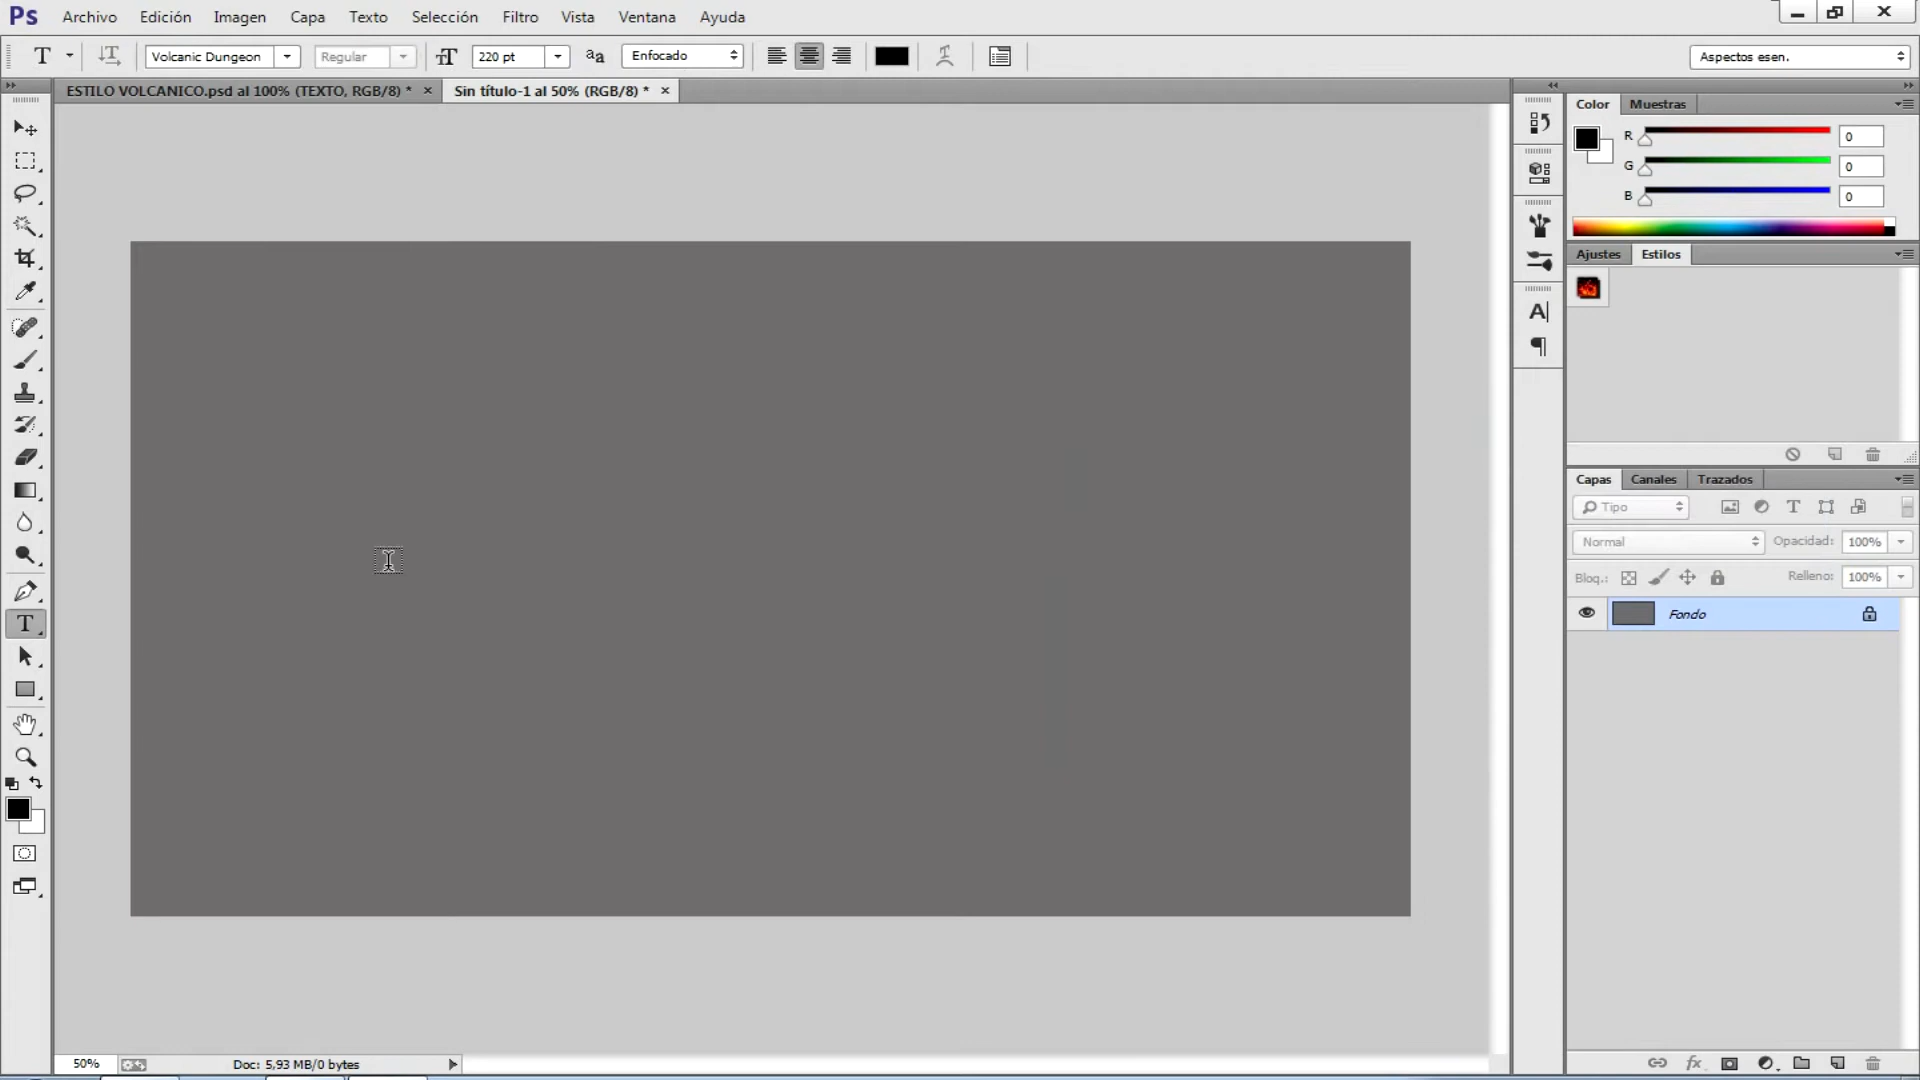 Ps Archivo Edición Imagen Capa Texto Selección Filtro Vista Ventana Ayuda
T Volcanic Dungeon Regular 220 pt aa Enfocado Aspectos esen.
ESTILO VOLCANICO.psd al 100% (TEXTO, RGB/8) * Sin título-1 al 50% (RGB/8) *
Color Muestras
R 0
G 0
B 0
Ajustes Estilos
Capas Canales Trazados
Tipo
Normal Opacidad: 100%
Bloq.: Relleno: 100%
Fondo
50% Doc: 5,93 MB/0 bytes